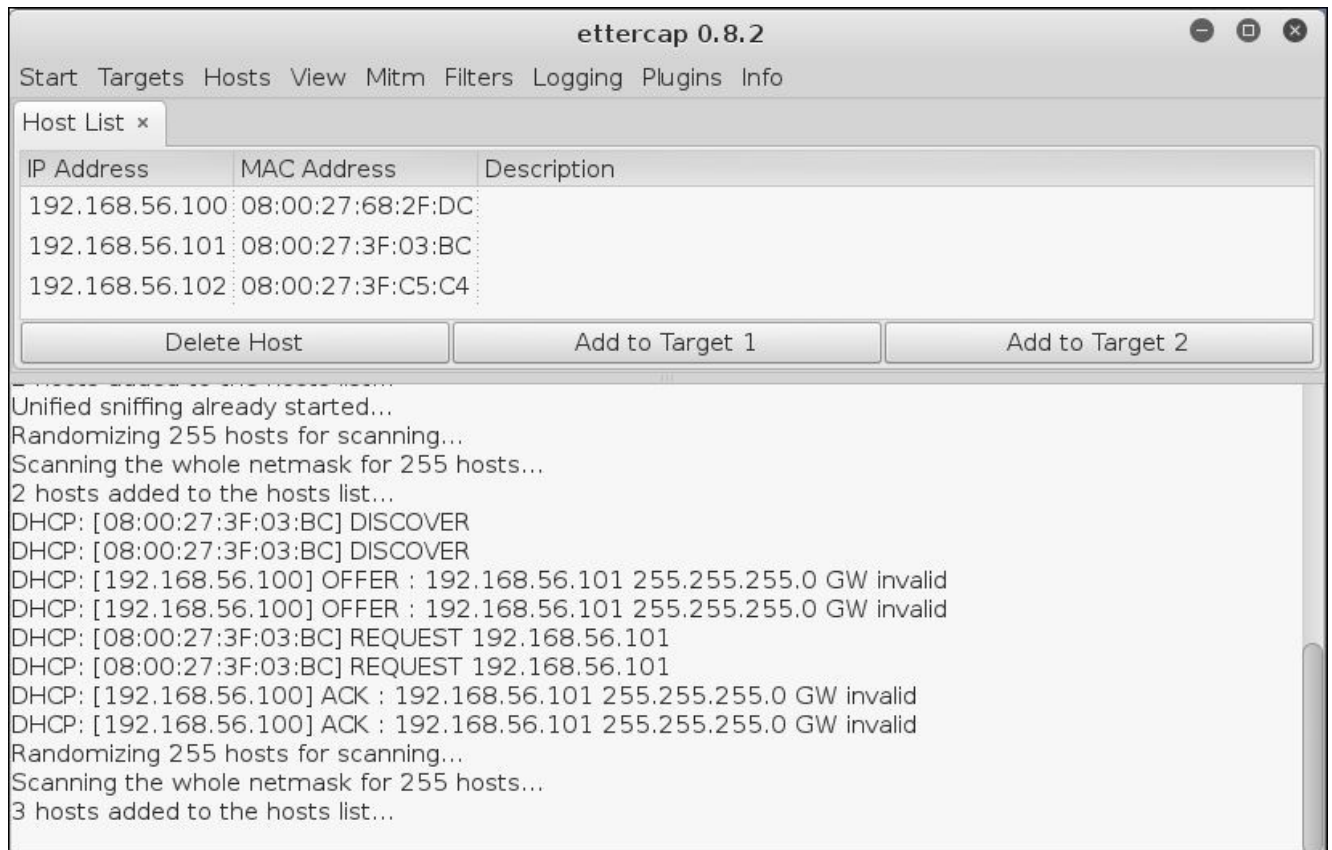 ettercap 0.8.2
Start Targets Hosts View Mitm Filters Logging Plugins Info
Host List ×
IP Address MAC Address Description
192.168.56.100 08:00:27:68:2F:DC
192.168.56.101 08:00:27:3F:03:BC
192.168.56.102 08:00:27:3F:C5:C4
Delete Host Add to Target 1 Add to Target 2
2 hosts added to the hosts list...
Unified sniffing already started...
Randomizing 255 hosts for scanning...
Scanning the whole netmask for 255 hosts...
2 hosts added to the hosts list...
DHCP: [08:00:27:3F:03:BC] DISCOVER
DHCP: [08:00:27:3F:03:BC] DISCOVER
DHCP: [192.168.56.100] OFFER : 192.168.56.101 255.255.255.0 GW invalid
DHCP: [192.168.56.100] OFFER : 192.168.56.101 255.255.255.0 GW invalid
DHCP: [08:00:27:3F:03:BC] REQUEST 192.168.56.101
DHCP: [08:00:27:3F:03:BC] REQUEST 192.168.56.101
DHCP: [192.168.56.100] ACK : 192.168.56.101 255.255.255.0 GW invalid
DHCP: [192.168.56.100] ACK : 192.168.56.101 255.255.255.0 GW invalid
Randomizing 255 hosts for scanning...
Scanning the whole netmask for 255 hosts...
3 hosts added to the hosts list...